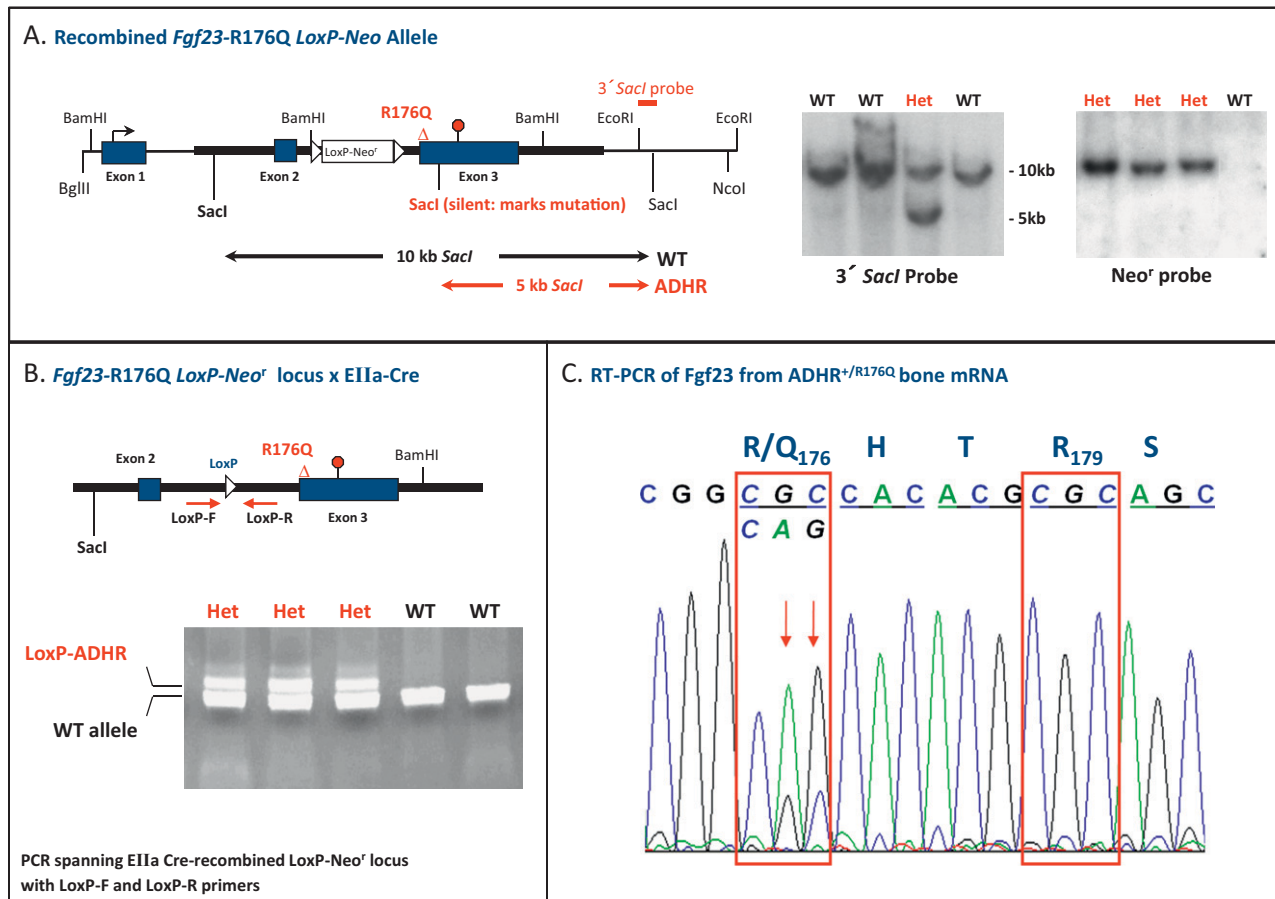 A. Recombined Fgf23-R176Q LoxP-Neo Allele
3´ SacI probe
R176Q
Δ
BamHI
BamHI
BamHI
EcoRI
EcoRI
LoxP-Neoʳ
Exon 1
Exon 2
Exon 3
BglII
SacI
SacI (silent: marks mutation)
SacI
NcoI
10 kb SacI
WT
5 kb SacI
ADHR
WT WT Het WT
- 10kb
- 5kb
3´ SacI Probe
Het Het Het WT
Neoʳ probe
B. Fgf23-R176Q LoxP-Neoʳ locus x EIIa-Cre
Exon 2
LoxP
R176Q
Δ
BamHI
LoxP-F
LoxP-R
Exon 3
SacI
Het Het Het WT WT
LoxP-ADHR
WT allele
PCR spanning EIIa Cre-recombined LoxP-Neoʳ locus
with LoxP-F and LoxP-R primers
C. RT-PCR of Fgf23 from ADHR+/R176Q bone mRNA
R/Q176 H T R179 S
C G G C G C C A C A C G C G C A G C
C A G